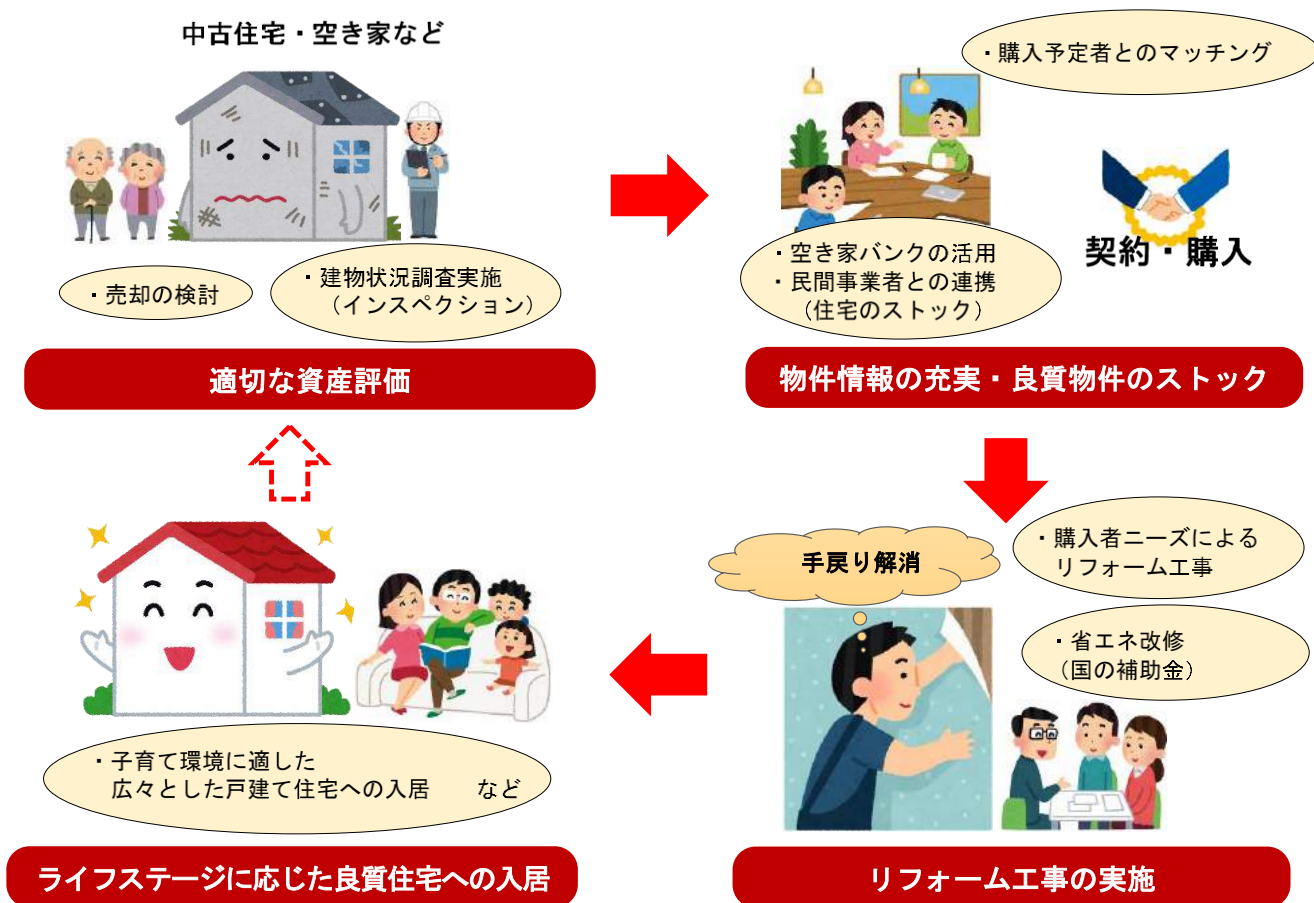 中古住宅・空き家など
・売却の検討
・建物状況調査実施
（インスペクション）
適切な資産評価
・購入予定者とのマッチング
・空き家バンクの活用
・民間事業者との連携
（住宅のストック）
契約・購入
物件情報の充実・良質物件のストック
手戻り解消
・購入者ニーズによる
リフォーム工事
・省エネ改修
（国の補助金）
リフォーム工事の実施
・子育て環境に適した
広々とした戸建て住宅への入居　など
ライフステージに応じた良質住宅への入居